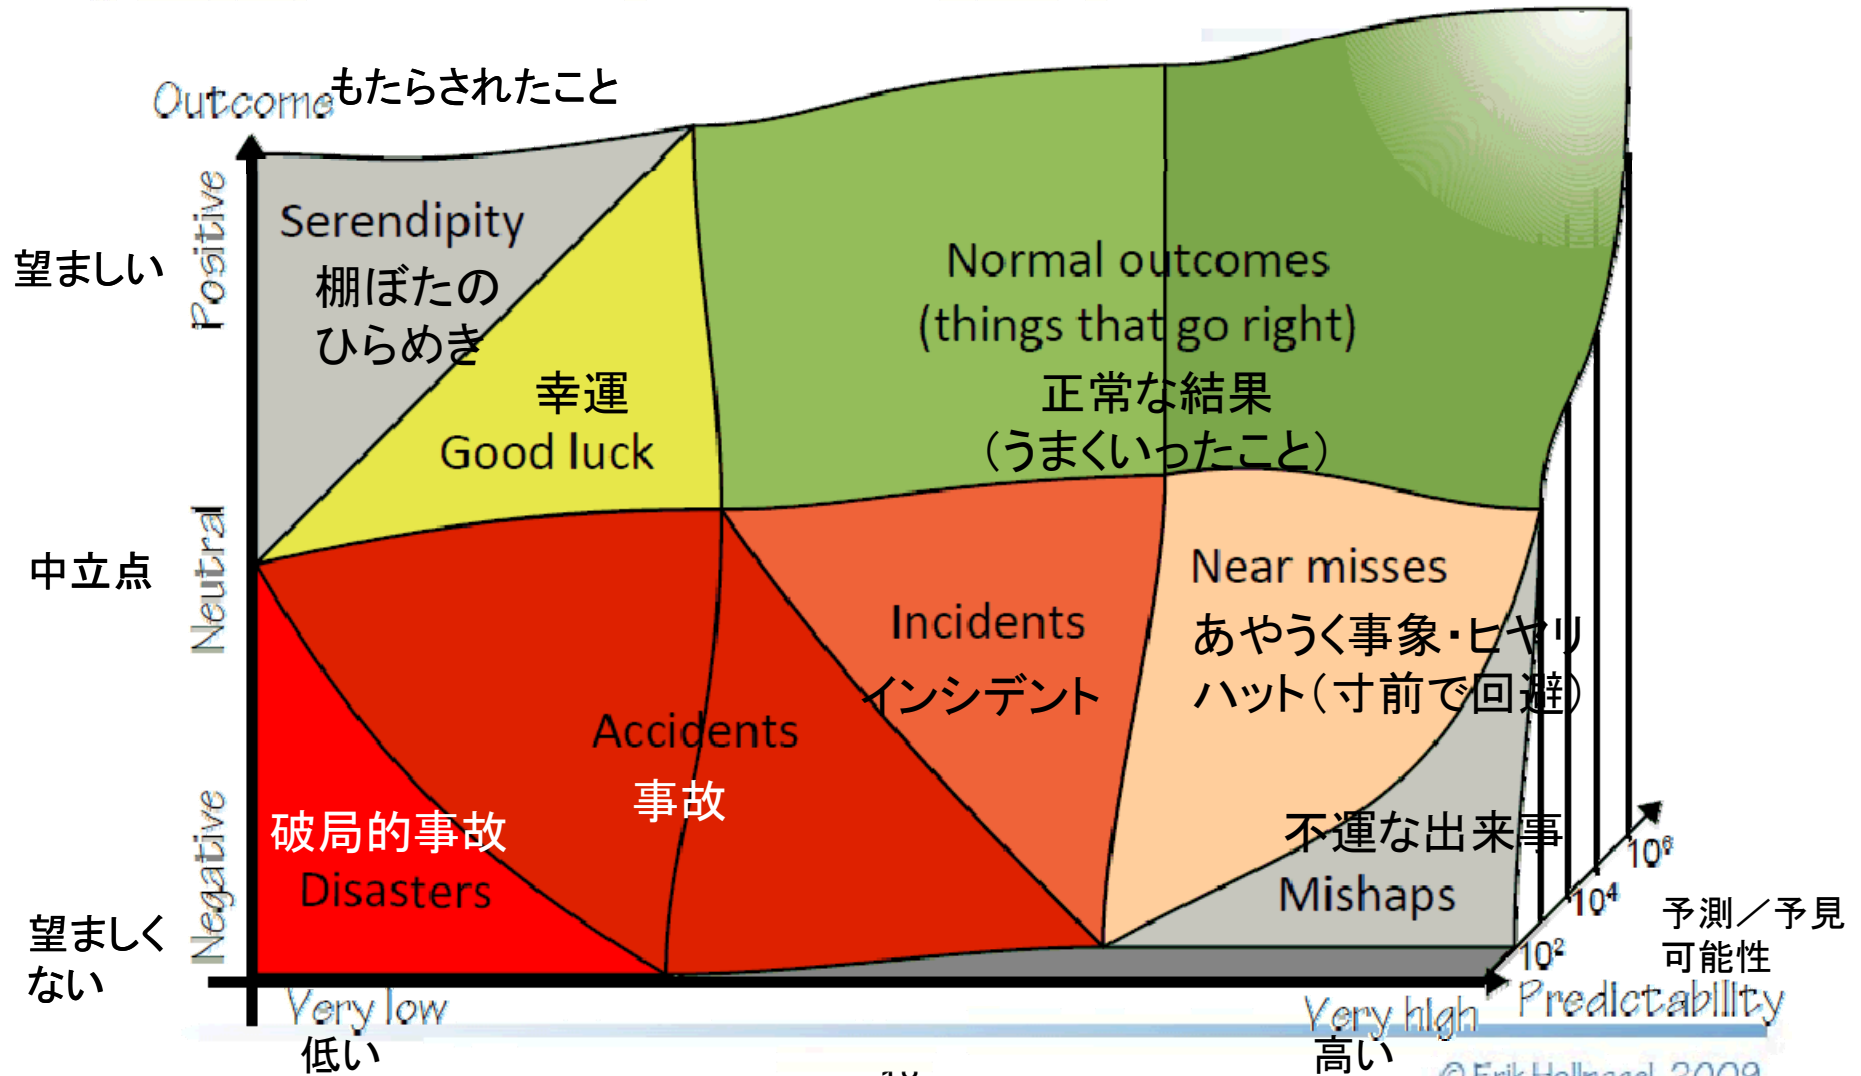 Outcome もたらされたこと
Positive
望ましい
Serendipity
棚ぼたの
ひらめき
幸運
Good luck
Normal outcomes
(things that go right)
正常な結果
（うまくいったこと）
Neutral
中立点
Near misses
あやうく事象・ヒヤリ
ハット（寸前で回避）
Incidents
インシデント
Accidents
事故
Negative
望ましく
ない
破局的事故
Disasters
不運な出来事
Mishaps
10²
10⁴
10⁶
予測／予見
可能性
Predictability
Very low
低い
Very high
高い
© Erik Hollnagel, 2009